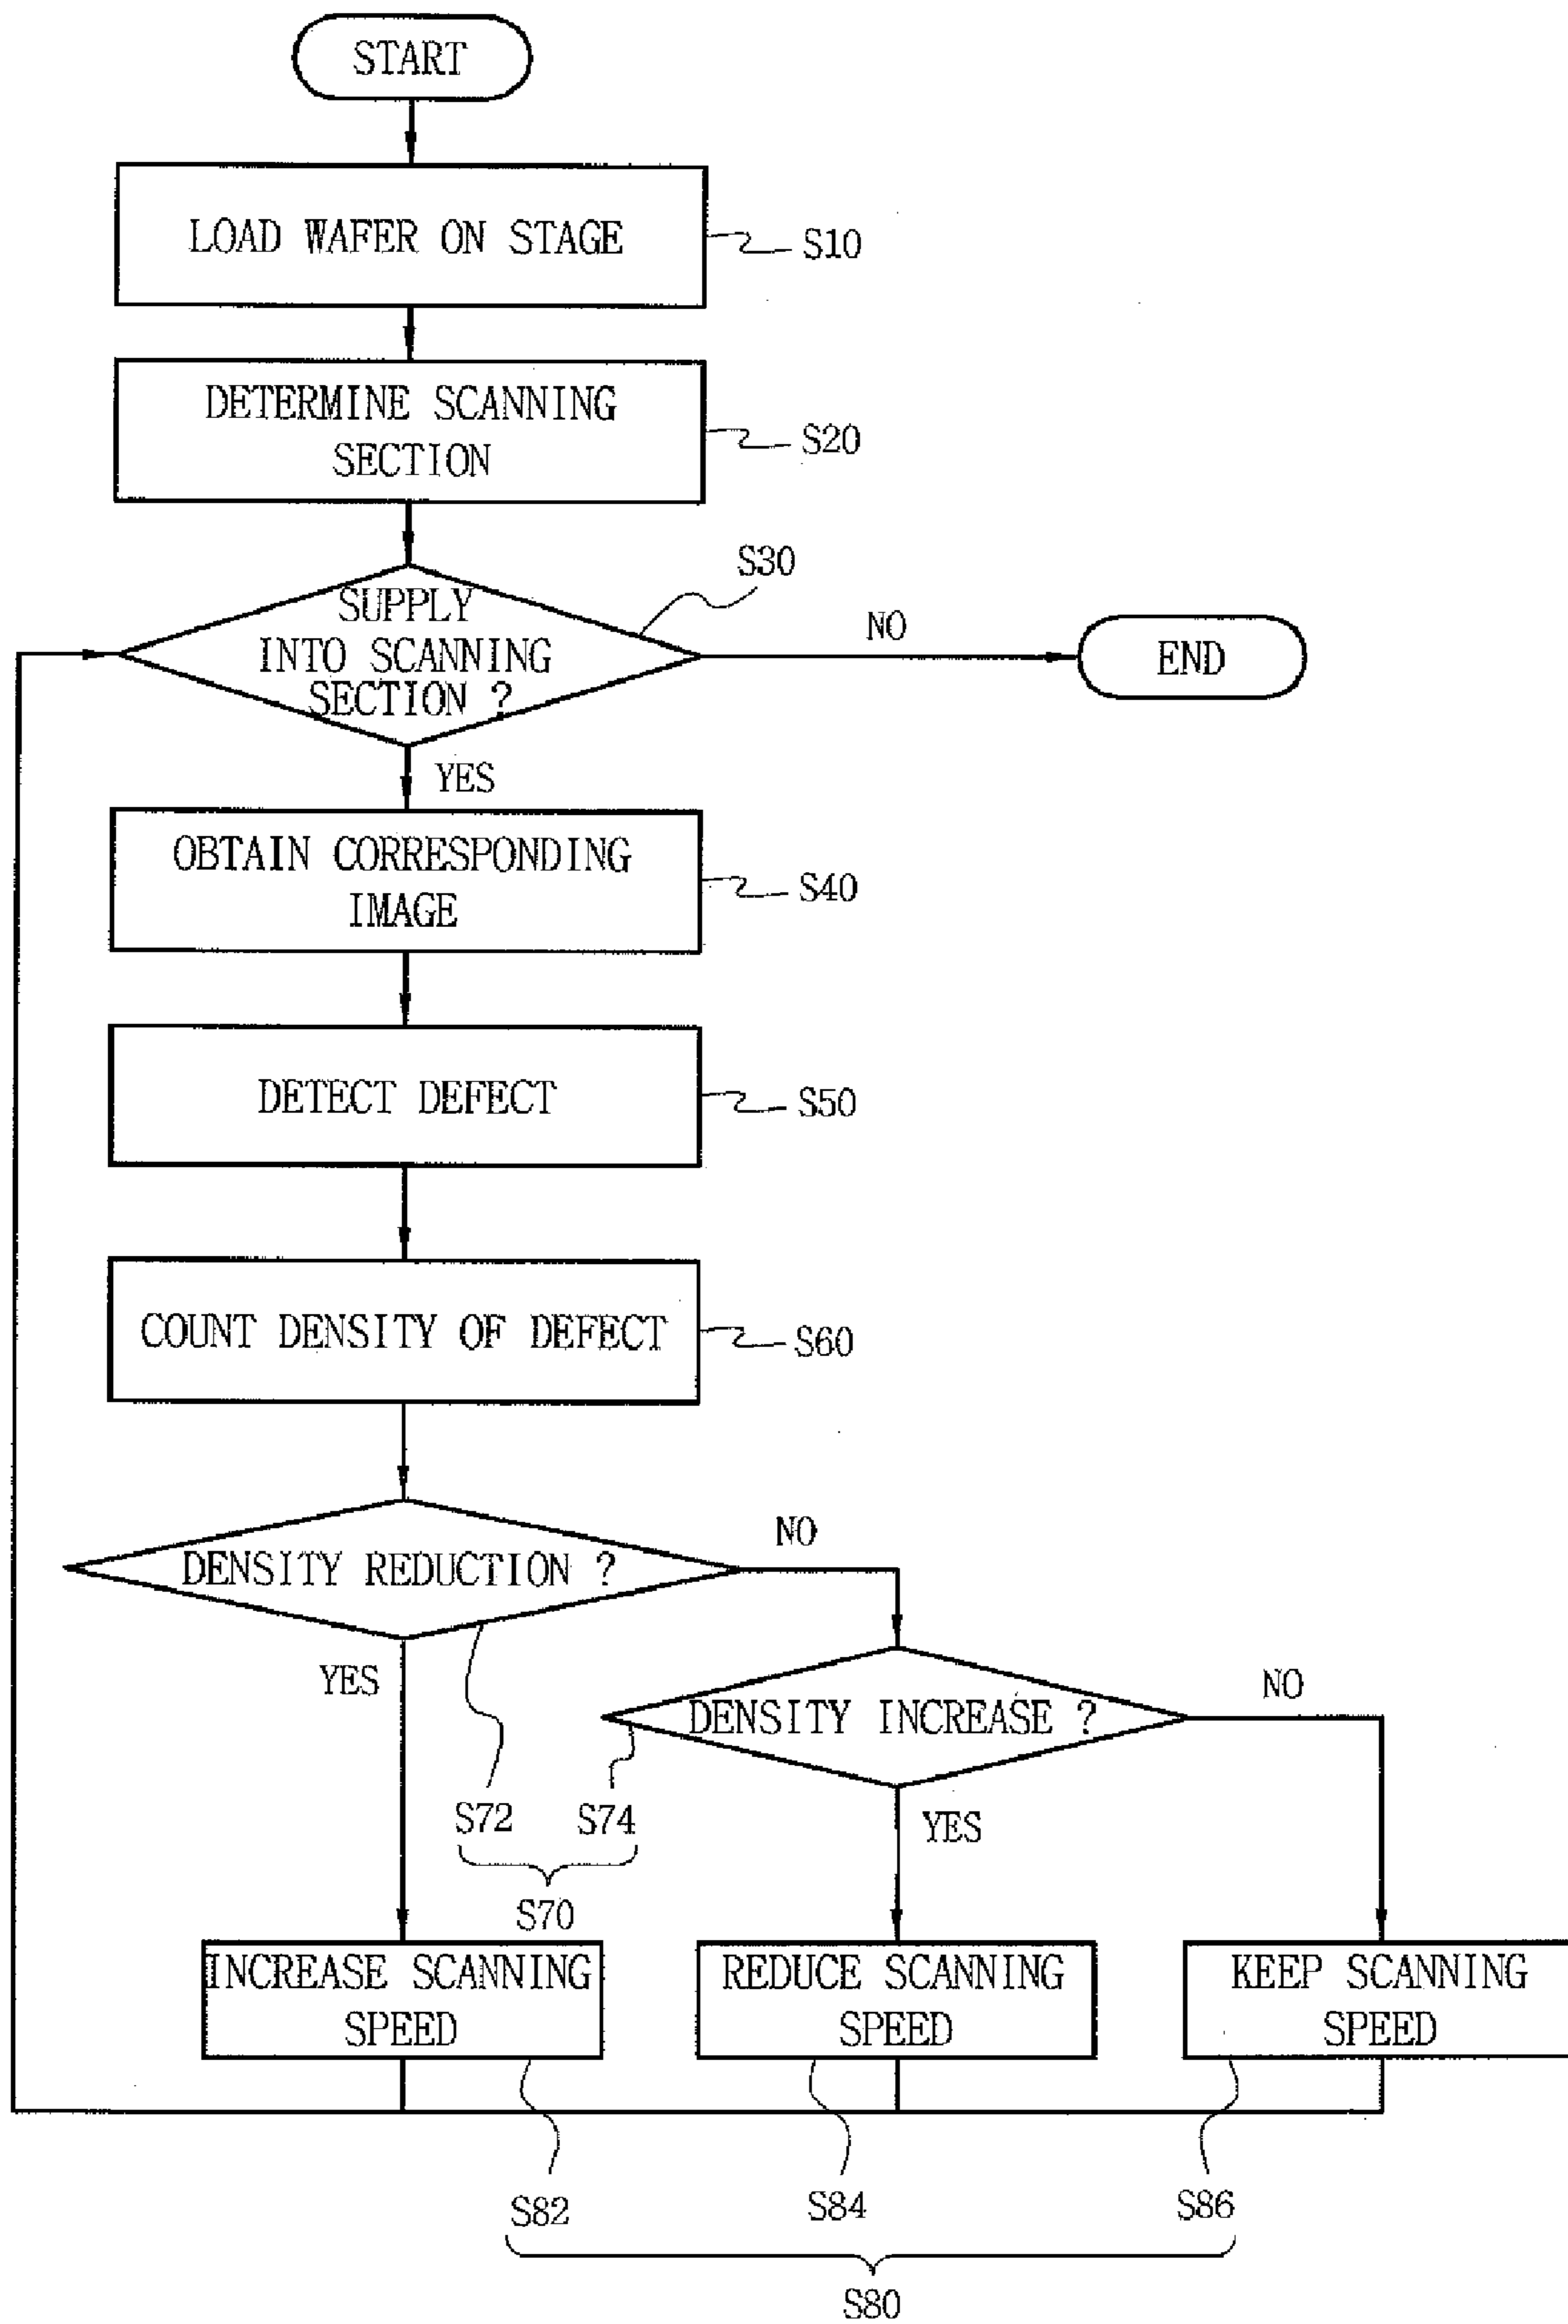 START
LOAD WAFER ON STAGE
S10
DETERMINE SCANNING
SECTION
S20
S30
SUPPLY
INTO SCANNING
SECTION ?
NO
END
YES
OBTAIN CORRESPONDING
IMAGE
S40
DETECT DEFECT
S50
COUNT DENSITY OF DEFECT
S60
DENSITY REDUCTION ?
NO
YES
DENSITY INCREASE ?
NO
S72
S74
YES
S70
INCREASE SCANNING
SPEED
REDUCE SCANNING
SPEED
KEEP SCANNING
SPEED
S82
S84
S86
S80